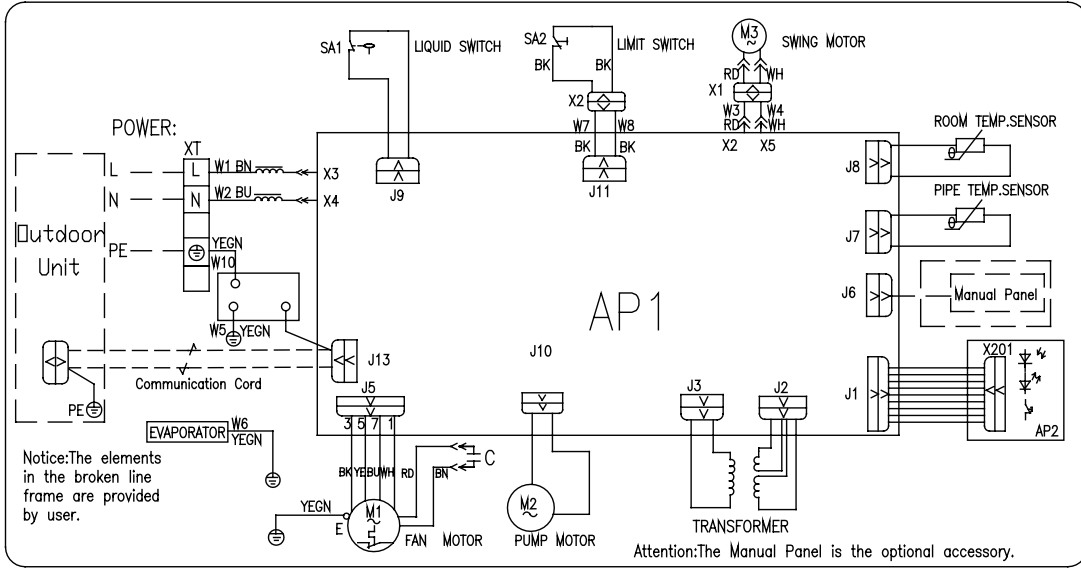 SA1
LIQUID SWITCH
SA2
LIMIT SWITCH
BK
BK
M3
~
SWING MOTOR
RD
WH
X1
X2
W3
W4
RD
WH
W7
W8
BK
BK
X2
X5
POWER:
XT
L
L
W1 BN
X3
N
N
W2 BU
X4
J9
J11
ROOM TEMP.SENSOR
J8
PIPE TEMP.SENSOR
J7
Outdoor
Unit
PE
YEGN
W10
J6
Manual Panel
AP1
W5
YEGN
J13
Communication Cord
PE
J10
J5
3 5 7 1
J3
J2
J1
X201
AP2
EVAPORATOR
W6
YEGN
BK
YE
BU
WH
RD
BN
C
Notice:The elements
in the broken line
frame are provided
by user.
YEGN
E
M1
~
FAN MOTOR
M2
~
PUMP MOTOR
TRANSFORMER
Attention:The Manual Panel is the optional accessory.